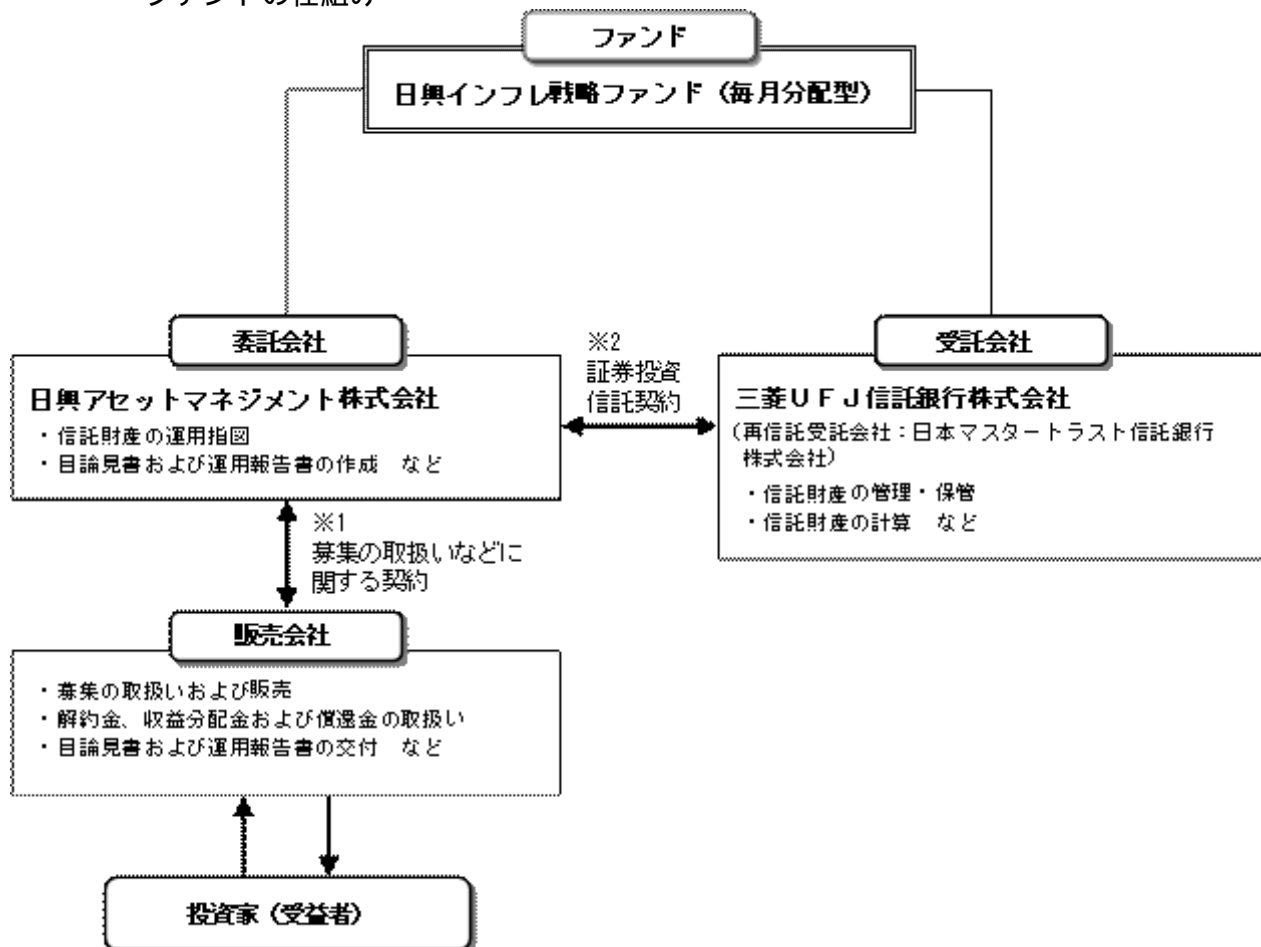 ファンドの仕組み
ファンド
日興インフレ戦略ファンド（毎月分配型）
委託会社
日興アセットマネジメント株式会社
・信託財産の運用指図
・目論見書および運用報告書の作成　など
※2
証券投資
信託契約
受託会社
三菱ＵＦＪ信託銀行株式会社
（再信託受託会社：日本マスタートラスト信託銀行
株式会社）
・信託財産の管理・保管
・信託財産の計算　など
※1
募集の取扱いなどに
関する契約
販売会社
・募集の取扱いおよび販売
・解約金、収益分配金および償還金の取扱い
・目論見書および運用報告書の交付　など
投資家（受益者）